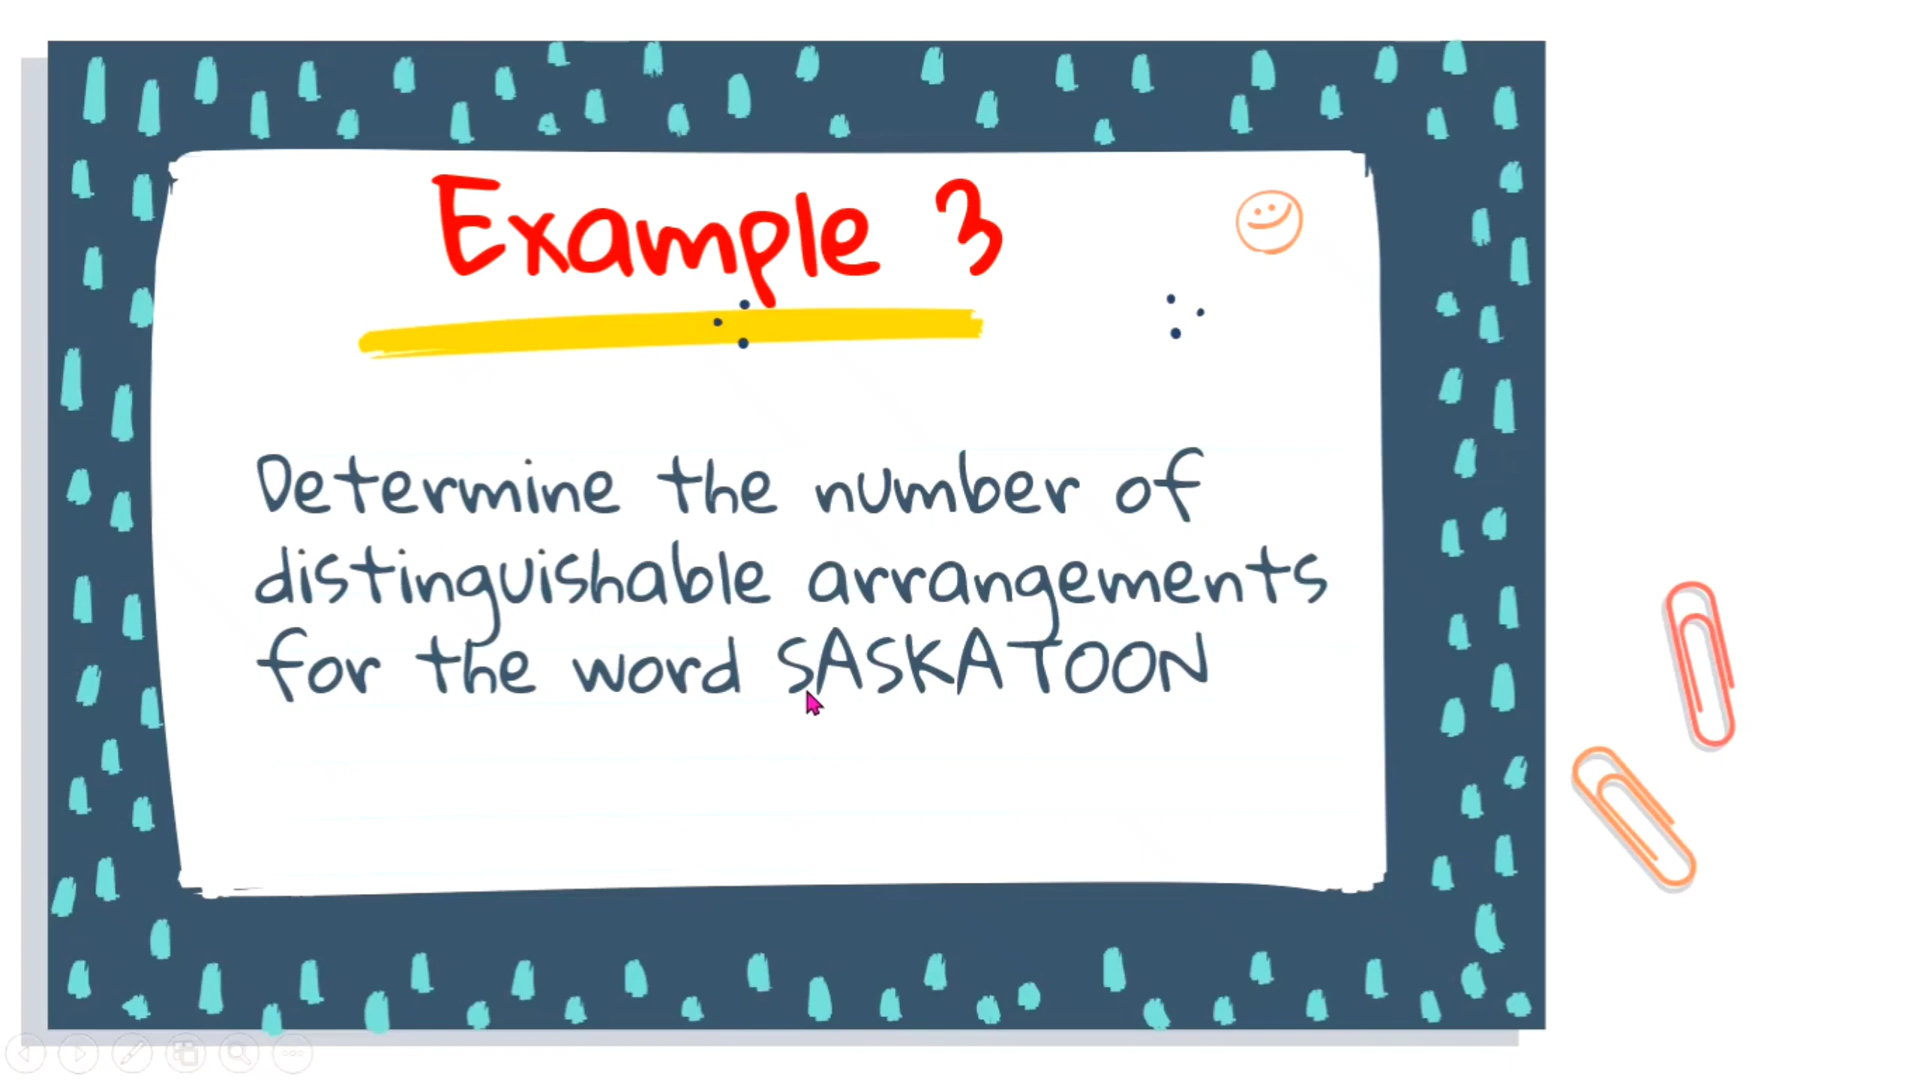 Example 3
Determine the number of
distinguishable arrangements
for the word SASKATOON